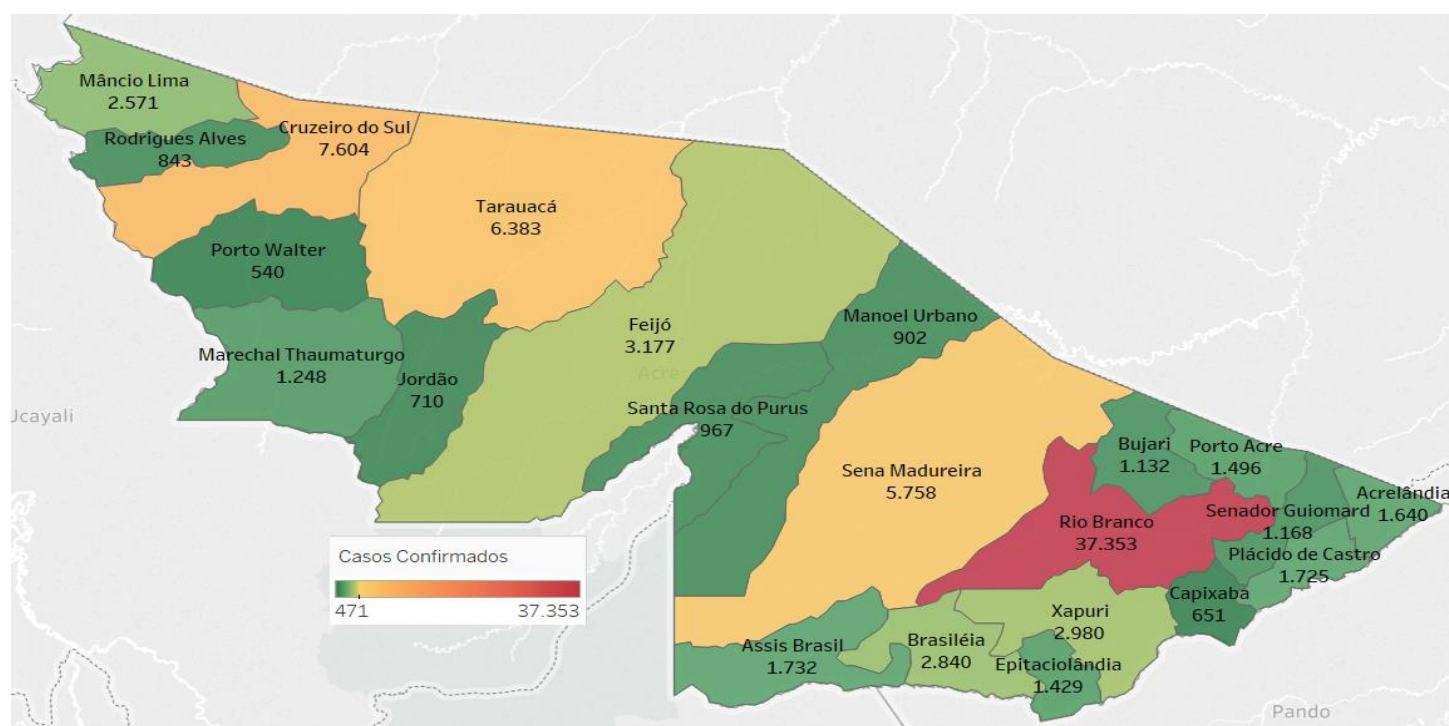 Mâncio Lima
2.571
Rodrigues Alves
843
Cruzeiro do Sul
7.604
Tarauacá
6.383
Porto Walter
540
Marechal Thaumaturgo
1.248
Jordão
710
Feijó
3.177
Acre
Manoel Urbano
902
Santa Rosa do Purus
967
Sena Madureira
5.758
Bujari
1.132
Porto Acre
1.496
Rio Branco
37.353
Senador Guiomard
1.168
Acrelândia
1.640
Plácido de Castro
1.725
Capixaba
651
Xapuri
2.980
Assis Brasil
1.732
Brasiléia
2.840
Epitaciolândia
1.429
Ucayali
Pando
Casos Confirmados
471
37.353